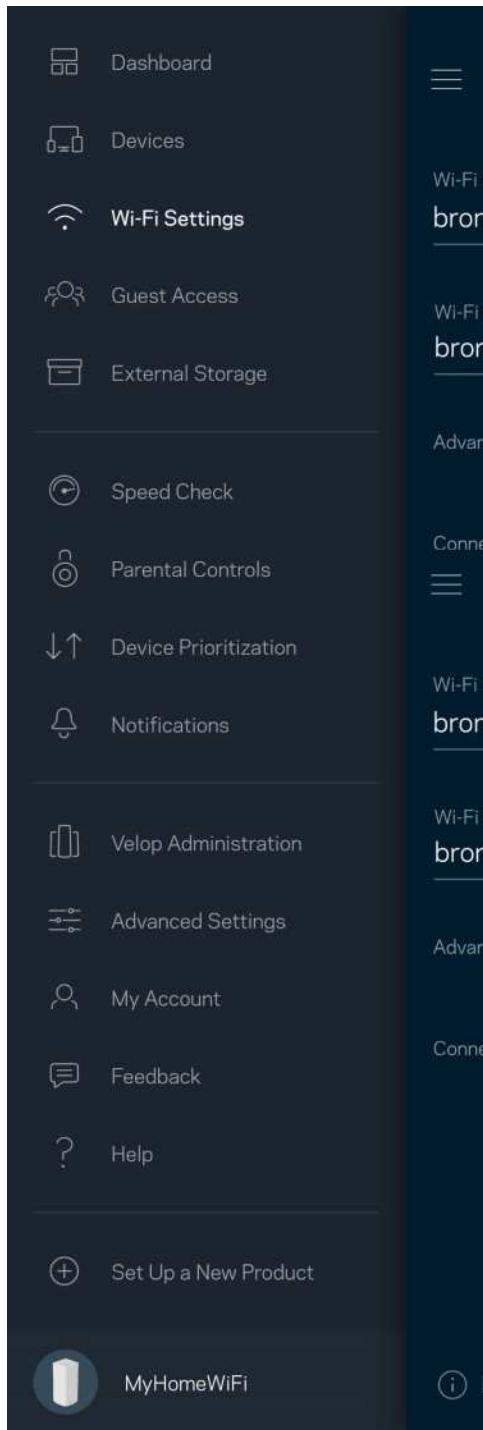 Dashboard
Devices
Wi-Fi Settings
Guest Access
External Storage
Speed Check
Parental Controls
Device Prioritization
Notifications
Velop Administration
Advanced Settings
My Account
Feedback
Help
Set Up a New Product
MyHomeWiFi
Wi-Fi
bror
Wi-Fi
bror
Advar
Conne
Wi-Fi
bror
Wi-Fi
bror
Advar
Conne